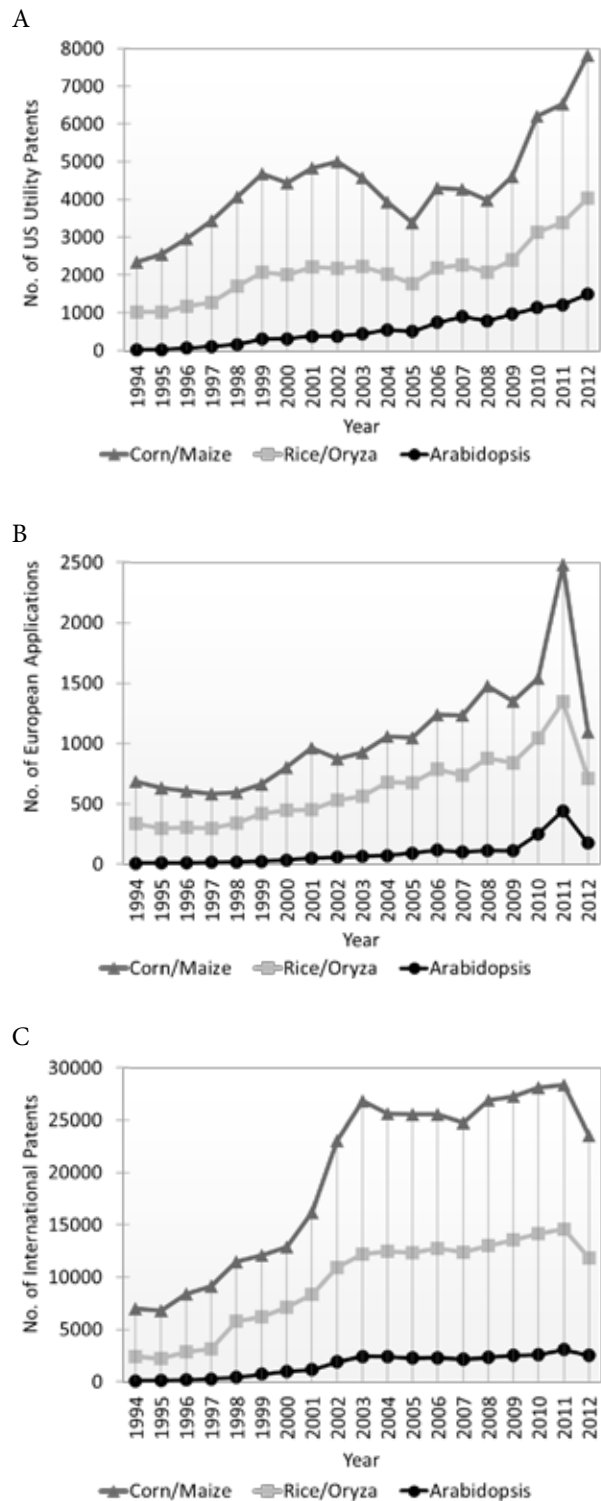 A
No. of US Utility Patents
8000
7000
6000
5000
4000
3000
2000
1000
0
1994 1995 1996 1997 1998 1999 2000 2001 2002 2003 2004 2005 2006 2007 2008 2009 2010 2011 2012
Year
Corn/Maize Rice/Oryza Arabidopsis
B
No. of European Applications
2500
2000
1500
1000
500
0
1994 1995 1996 1997 1998 1999 2000 2001 2002 2003 2004 2005 2006 2007 2008 2009 2010 2011 2012
Year
Corn/Maize Rice/Oryza Arabidopsis
C
No. of International Patents
30000
25000
20000
15000
10000
5000
0
1994 1995 1996 1997 1998 1999 2000 2001 2002 2003 2004 2005 2006 2007 2008 2009 2010 2011 2012
Year
Corn/Maize Rice/Oryza Arabidopsis